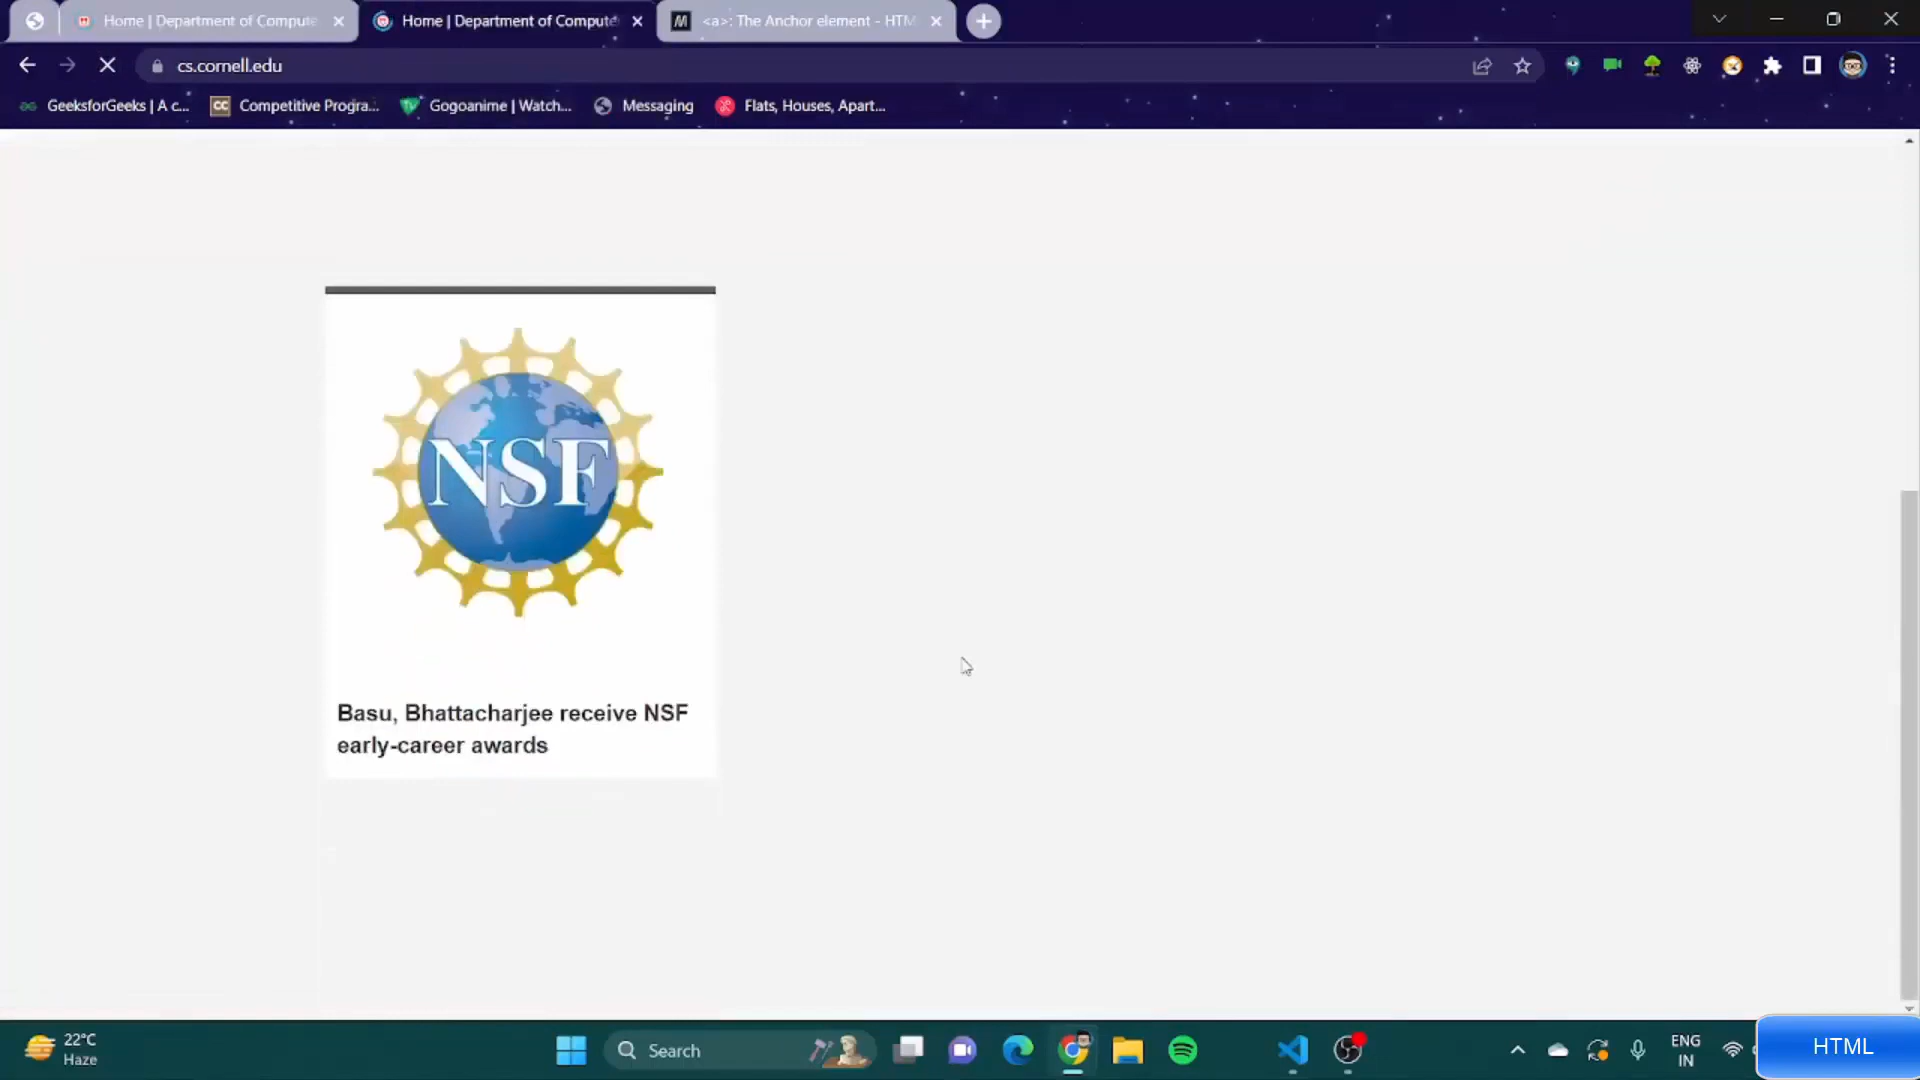 Home | Department of Compute
Home | Department of Compute
<a>: The Anchor element - HTM
cs.cornell.edu
GeeksforGeeks | A c...
CC Competitive Progra...
Gogoanime | Watch...
Messaging
Flats, Houses, Apart...
NSF
Basu, Bhattacharjee receive NSF
early-career awards
22°C
Haze
Search
ENG
IN
HTML